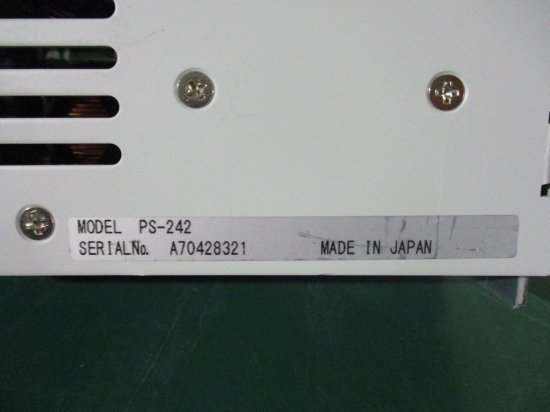 MODEL PS-242
SERIALNo. A70428321 MADE IN JAPAN